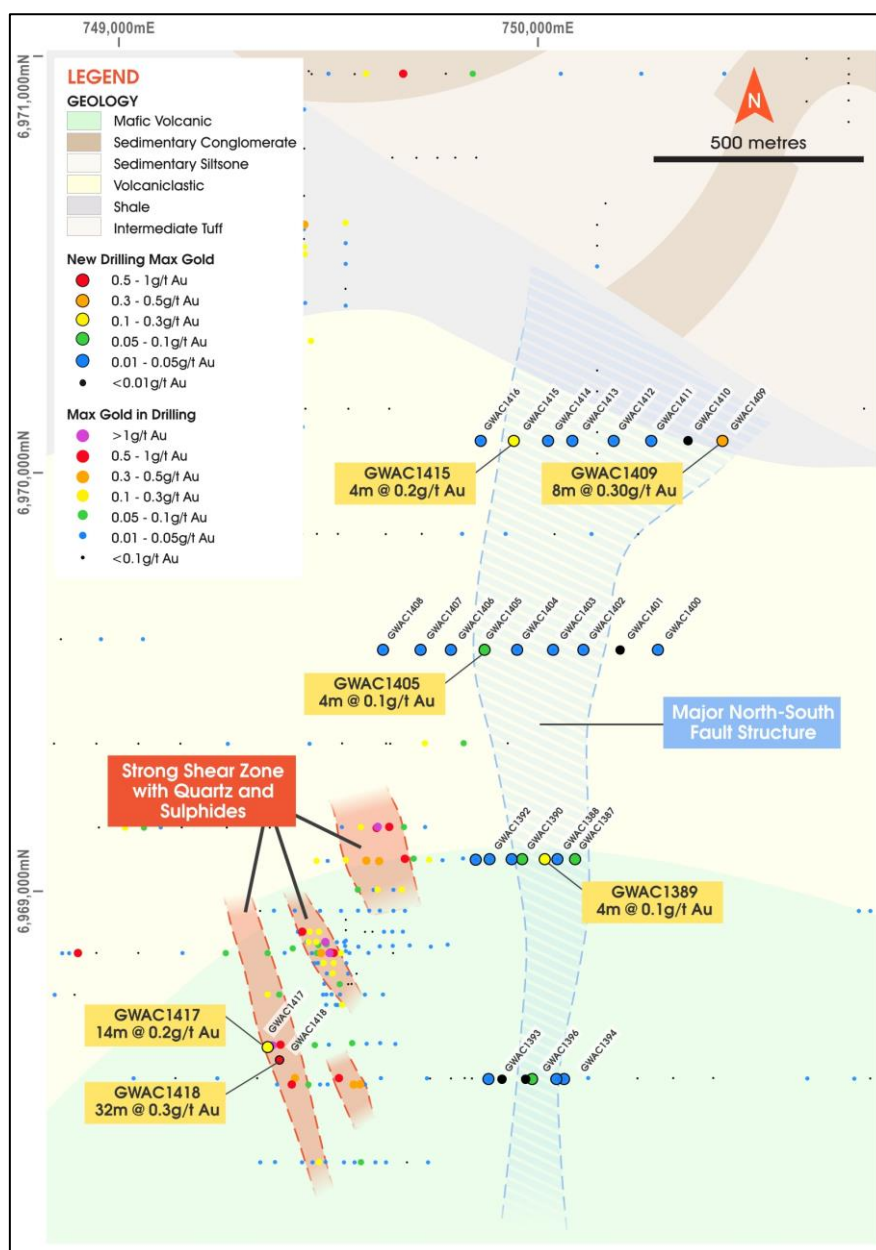 749,000mE
750,000mE
6,971,000mN
6,970,000mN
6,969,000mN
LEGEND
GEOLOGY
Mafic Volcanic
Sedimentary Conglomerate
Sedimentary Siltsone
Volcaniclastic
Shale
Intermediate Tuff
New Drilling Max Gold
0.5 - 1g/t Au
0.3 - 0.5g/t Au
0.1 - 0.3g/t Au
0.05 - 0.1g/t Au
0.01 - 0.05g/t Au
<0.01g/t Au
Max Gold in Drilling
>1g/t Au
0.5 - 1g/t Au
0.3 - 0.5g/t Au
0.1 - 0.3g/t Au
0.05 - 0.1g/t Au
0.01 - 0.05g/t Au
<0.1g/t Au
N
500 metres
GWAC1416
GWAC1415
GWAC1414
GWAC1413
GWAC1412
GWAC1411
GWAC1410
GWAC1409
GWAC1415
4m @ 0.2g/t Au
GWAC1409
8m @ 0.30g/t Au
GWAC1408
GWAC1407
GWAC1406
GWAC1405
GWAC1404
GWAC1403
GWAC1402
GWAC1401
GWAC1400
GWAC1405
4m @ 0.1g/t Au
Major North-South
Fault Structure
Strong Shear Zone
with Quartz and
Sulphides
GWAC1392
GWAC1390
GWAC1388
GWAC1387
GWAC1389
4m @ 0.1g/t Au
GWAC1417
14m @ 0.2g/t Au
GWAC1417
GWAC1418
GWAC1418
32m @ 0.3g/t Au
GWAC1393
GWAC1396
GWAC1394